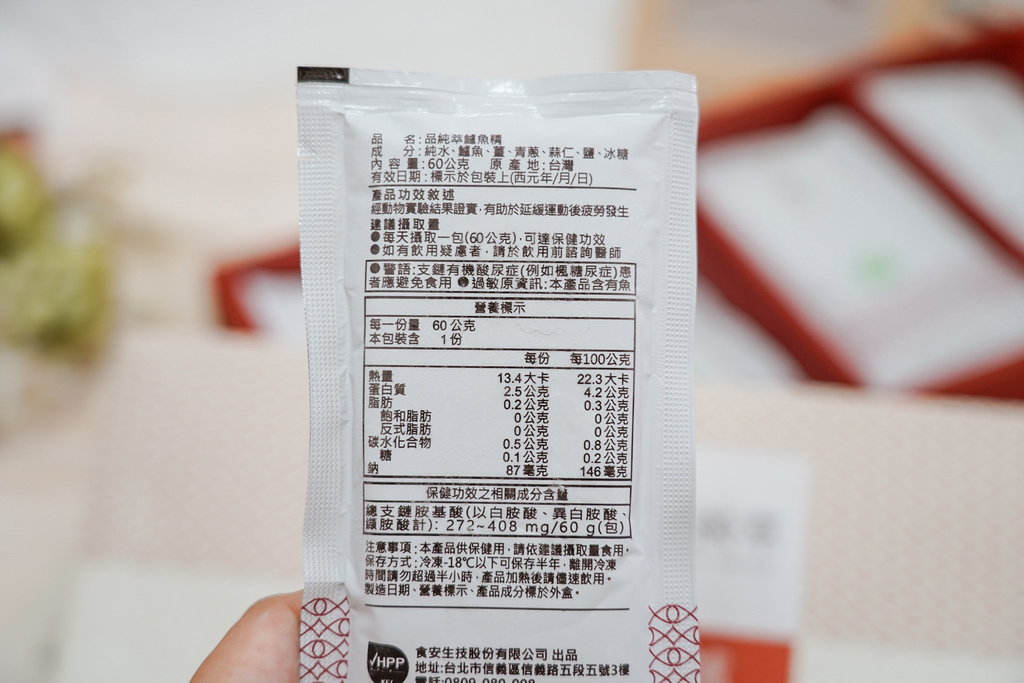 品 名:品純萃鱸魚精
成 分:純水、鱸魚、薑、青蔥、蒜仁、鹽、冰糖
內容量:60公克 原產地:台灣
有效日期:標示於包裝上(西元年/月/日)
產品功效敘述
經動物實驗結果證實,有助於延緩運動後疲勞發生
建議攝取量
●每天攝取一包(60公克),可達保健功效
●如有飲用疑慮者,請於飲用前諮詢醫師
●警語:支鏈有機酸尿症(例如楓糖尿症)患
者應避免食用 ●過敏原資訊:本產品含有魚
營養標示
每一份量 60公克
本包裝含 1份
每份 每100公克
熱量 13.4大卡 22.3大卡
蛋白質 2.5公克 4.2公克
脂肪 0.2公克 0.3公克
飽和脂肪 0公克 0公克
反式脂肪 0公克 0公克
碳水化合物 0.5公克 0.8公克
糖 0.1公克 0.2公克
鈉 87毫克 146毫克
保健功效之相關成分含量
總支鏈胺基酸(以白胺酸、異白胺酸、
纈胺酸計): 272~408 mg/60 g(包)
注意事項:本產品供保健用,請依建議攝取量食用。
保存方式:冷凍-18℃以下可保存半年,離開冷凍
時間請勿超過半小時,產品加熱後請儘速飲用。
製造日期、營養標示、產品成分標於外盒。
HPP
食安生技股份有限公司 出品
地址:台北市信義區信義路五段五號3樓